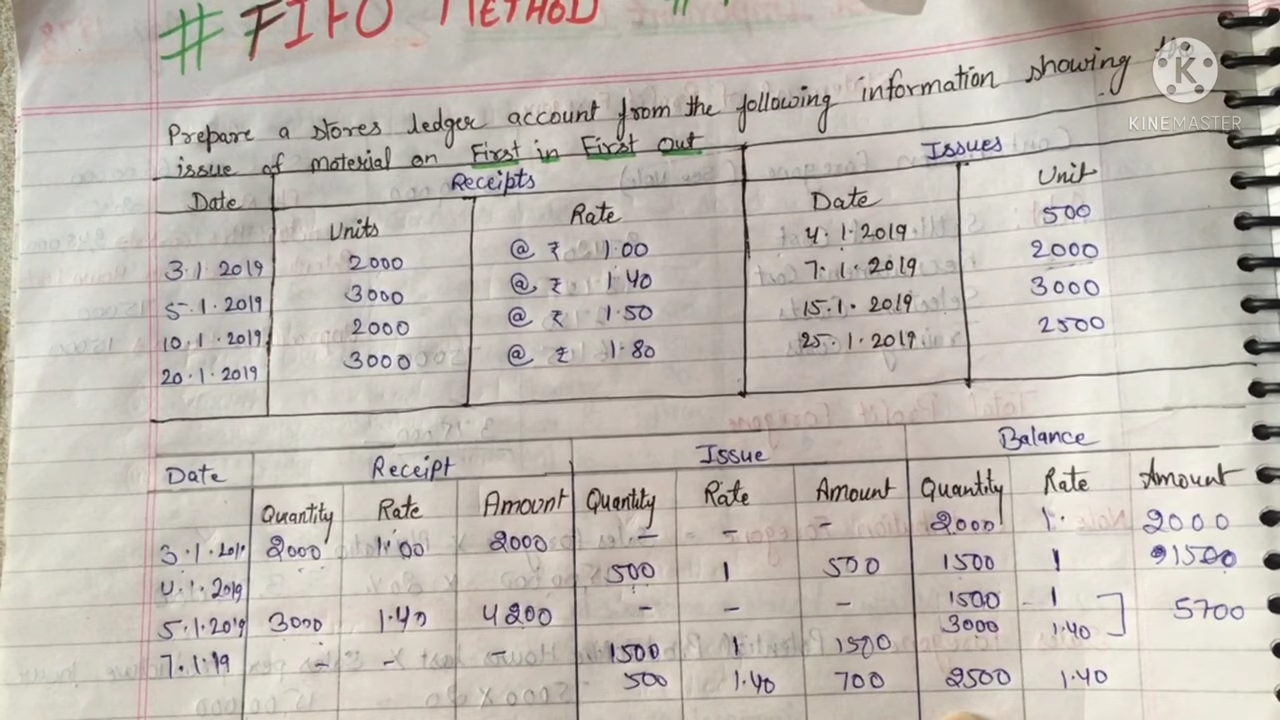 # FIFO METHOD #
KINEMASTER
Prepare a stores ledger account from the following information showing the
issue of material on First in First Out
Receipts Issues
Date Units Rate Date Unit
3.1.2019 2000 @ ₹ 1.00 4.1.2019 500
5.1.2019 3000 @ ₹ 1.40 7.1.2019 2000
10.1.2019 2000 @ ₹ 1.50 15.1.2019 3000
20.1.2019 3000 @ ₹ 1.80 25.1.2019 2500
Date Receipt Issue Balance
Quantity Rate Amount Quantity Rate Amount Quantity Rate Amount
3.1.2019 2000 1.00 2000 - - - 2000 1. 2000
4.1.2019 500 1 500 1500 1 1500
5.1.2019 3000 1.40 4200 - - - 1500 1
3000 1.40 ] 5700
7.1.19 - - - 1500 1 1500
500 1.40 700 2500 1.40